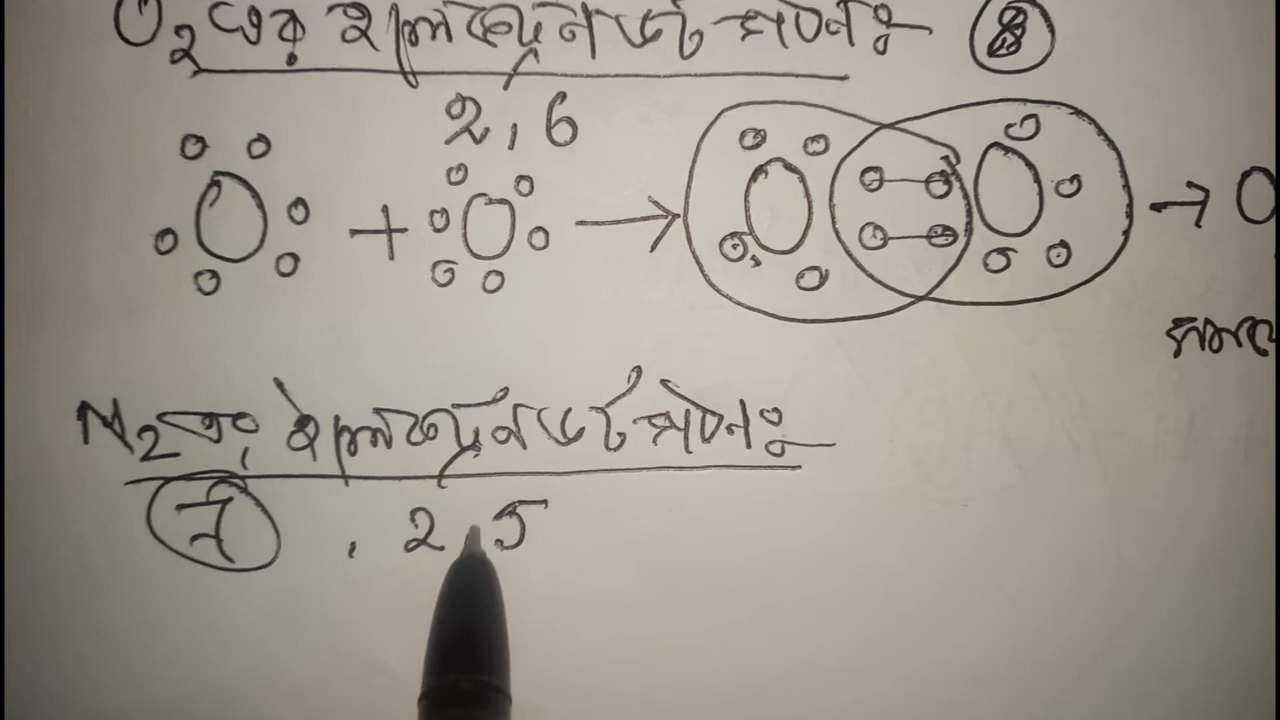 O2 এর ইলেকট্রন ডট গঠনঃ- 8
2, 6
O + O → O O → O
N2 এর ইলেকট্রন ডট গঠনঃ-
7, 2, 5